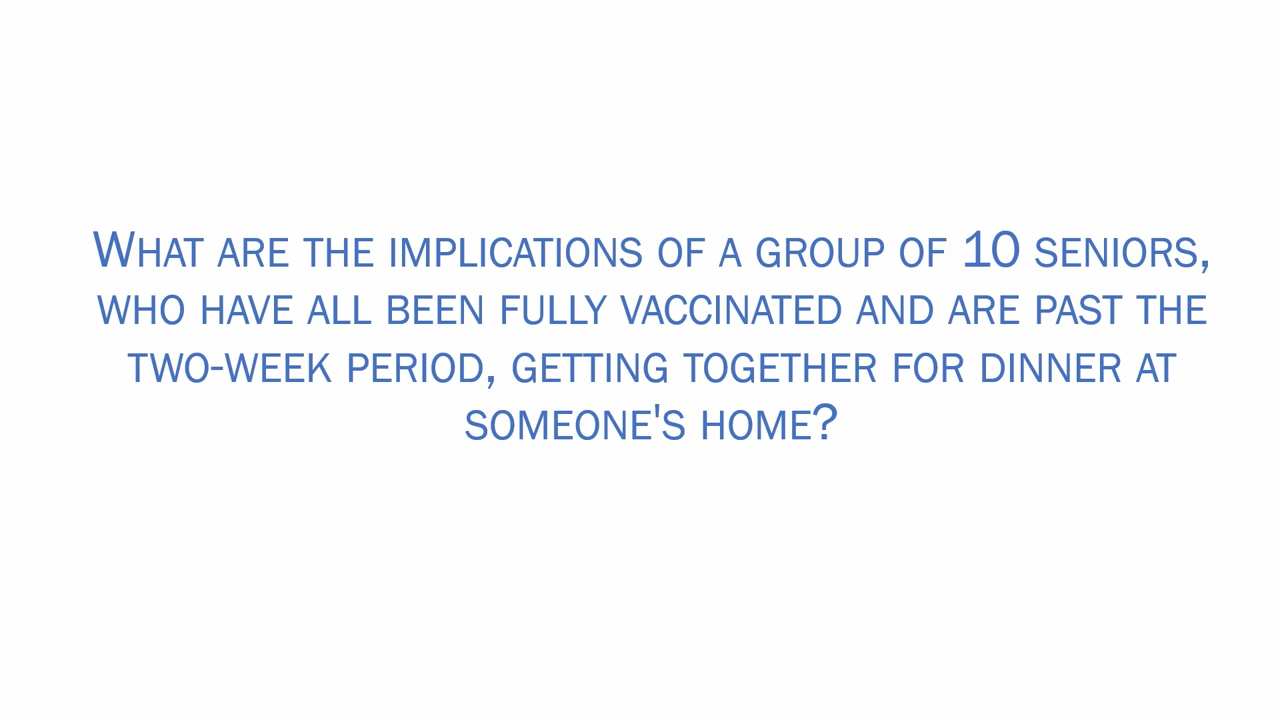 What are the implications of a group of 10 seniors,
who have all been fully vaccinated and are past the
two-week period, getting together for dinner at
someone's home?